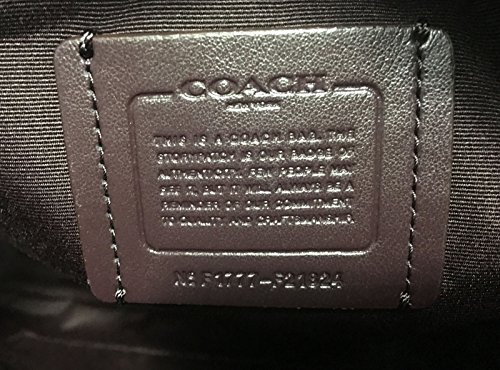 COACH
NEW YORK
THIS IS A COACH BAG. THE
STORYPATCH IS OUR BADGE OF
AUTHENTICITY. FEW PEOPLE MAY
SEE IT, BUT IT WILL ALWAYS BE A
REMINDER OF OUR COMMITMENT
TO QUALITY AND CRAFTSMANSHIP.
Nº F1777-F21824